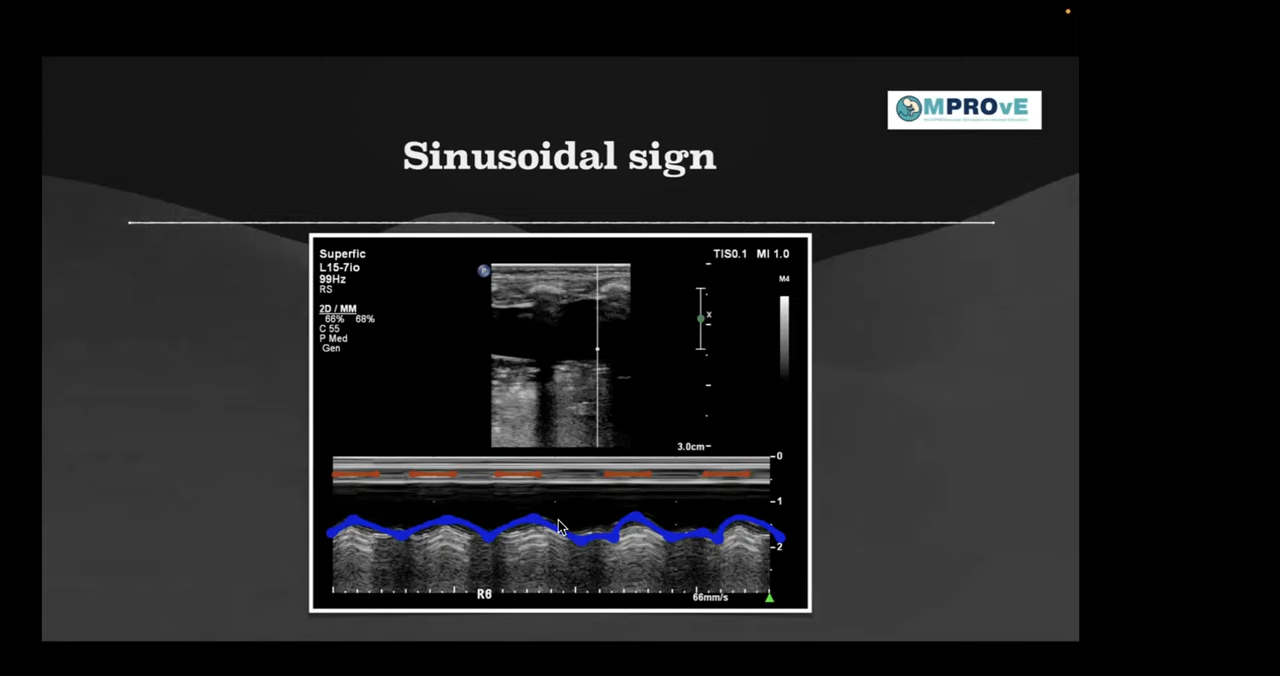 MPROvE
Sinusoidal sign
Superfic
L15-7io
99Hz
RS
2D / MM
66% 68%
C 55
P Med
Gen
TIS0.1 MI 1.0
M4
x
3.0cm
0
1
2
R6
66mm/s